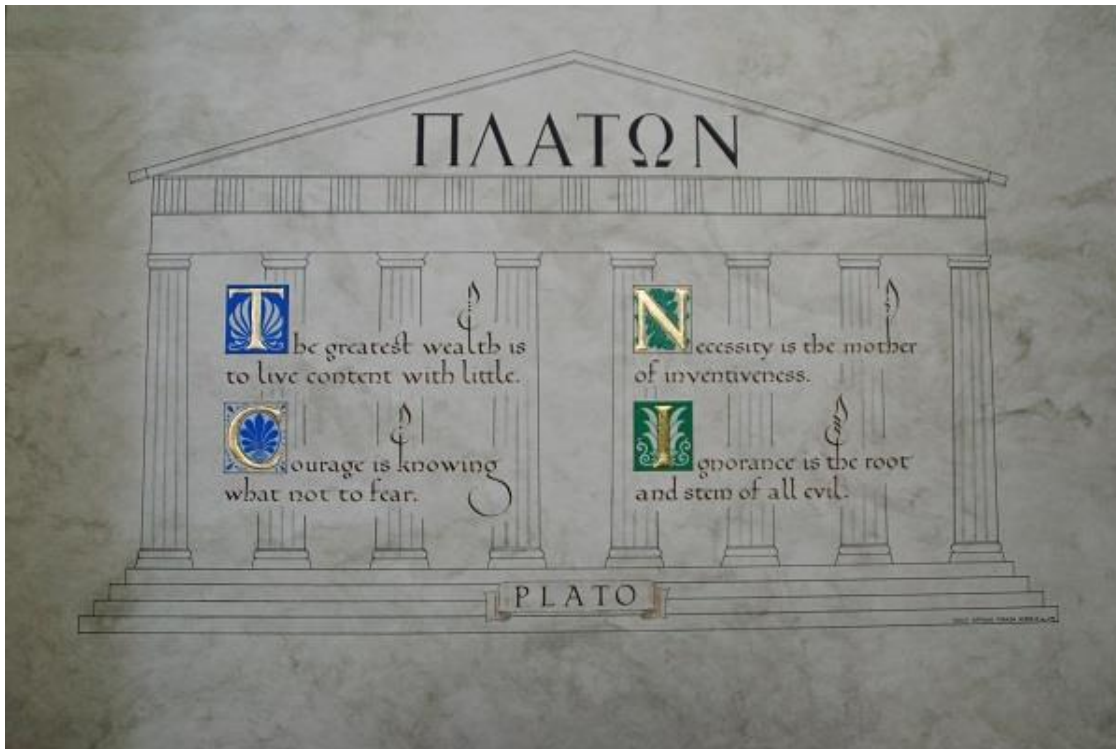 ΠΛΑΤΩΝ
The greatest wealth is
to live content with little.
Courage is knowing
what not to fear.
Necessity is the mother
of inventiveness.
Ignorance is the root
and stem of all evil.
PLATO